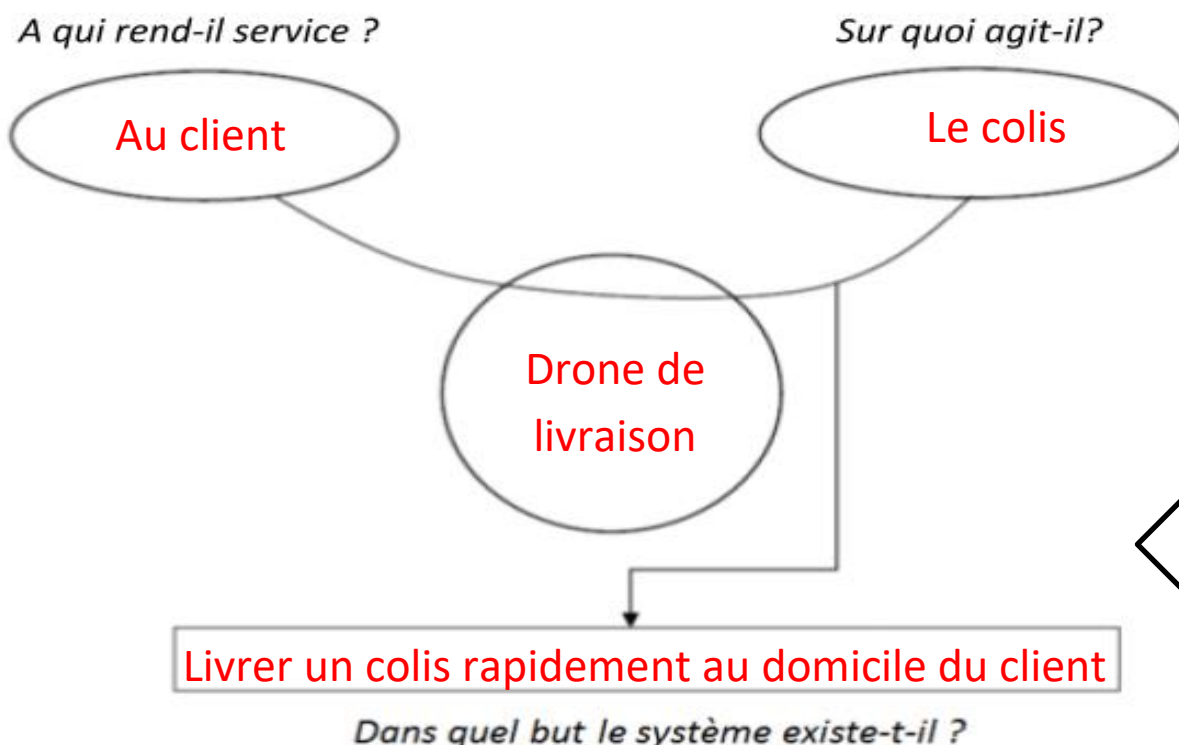 A qui rend-il service ?
Sur quoi agit-il?
Au client
Le colis
Drone de
livraison
Livrer un colis rapidement au domicile du client
Dans quel but le système existe-t-il ?